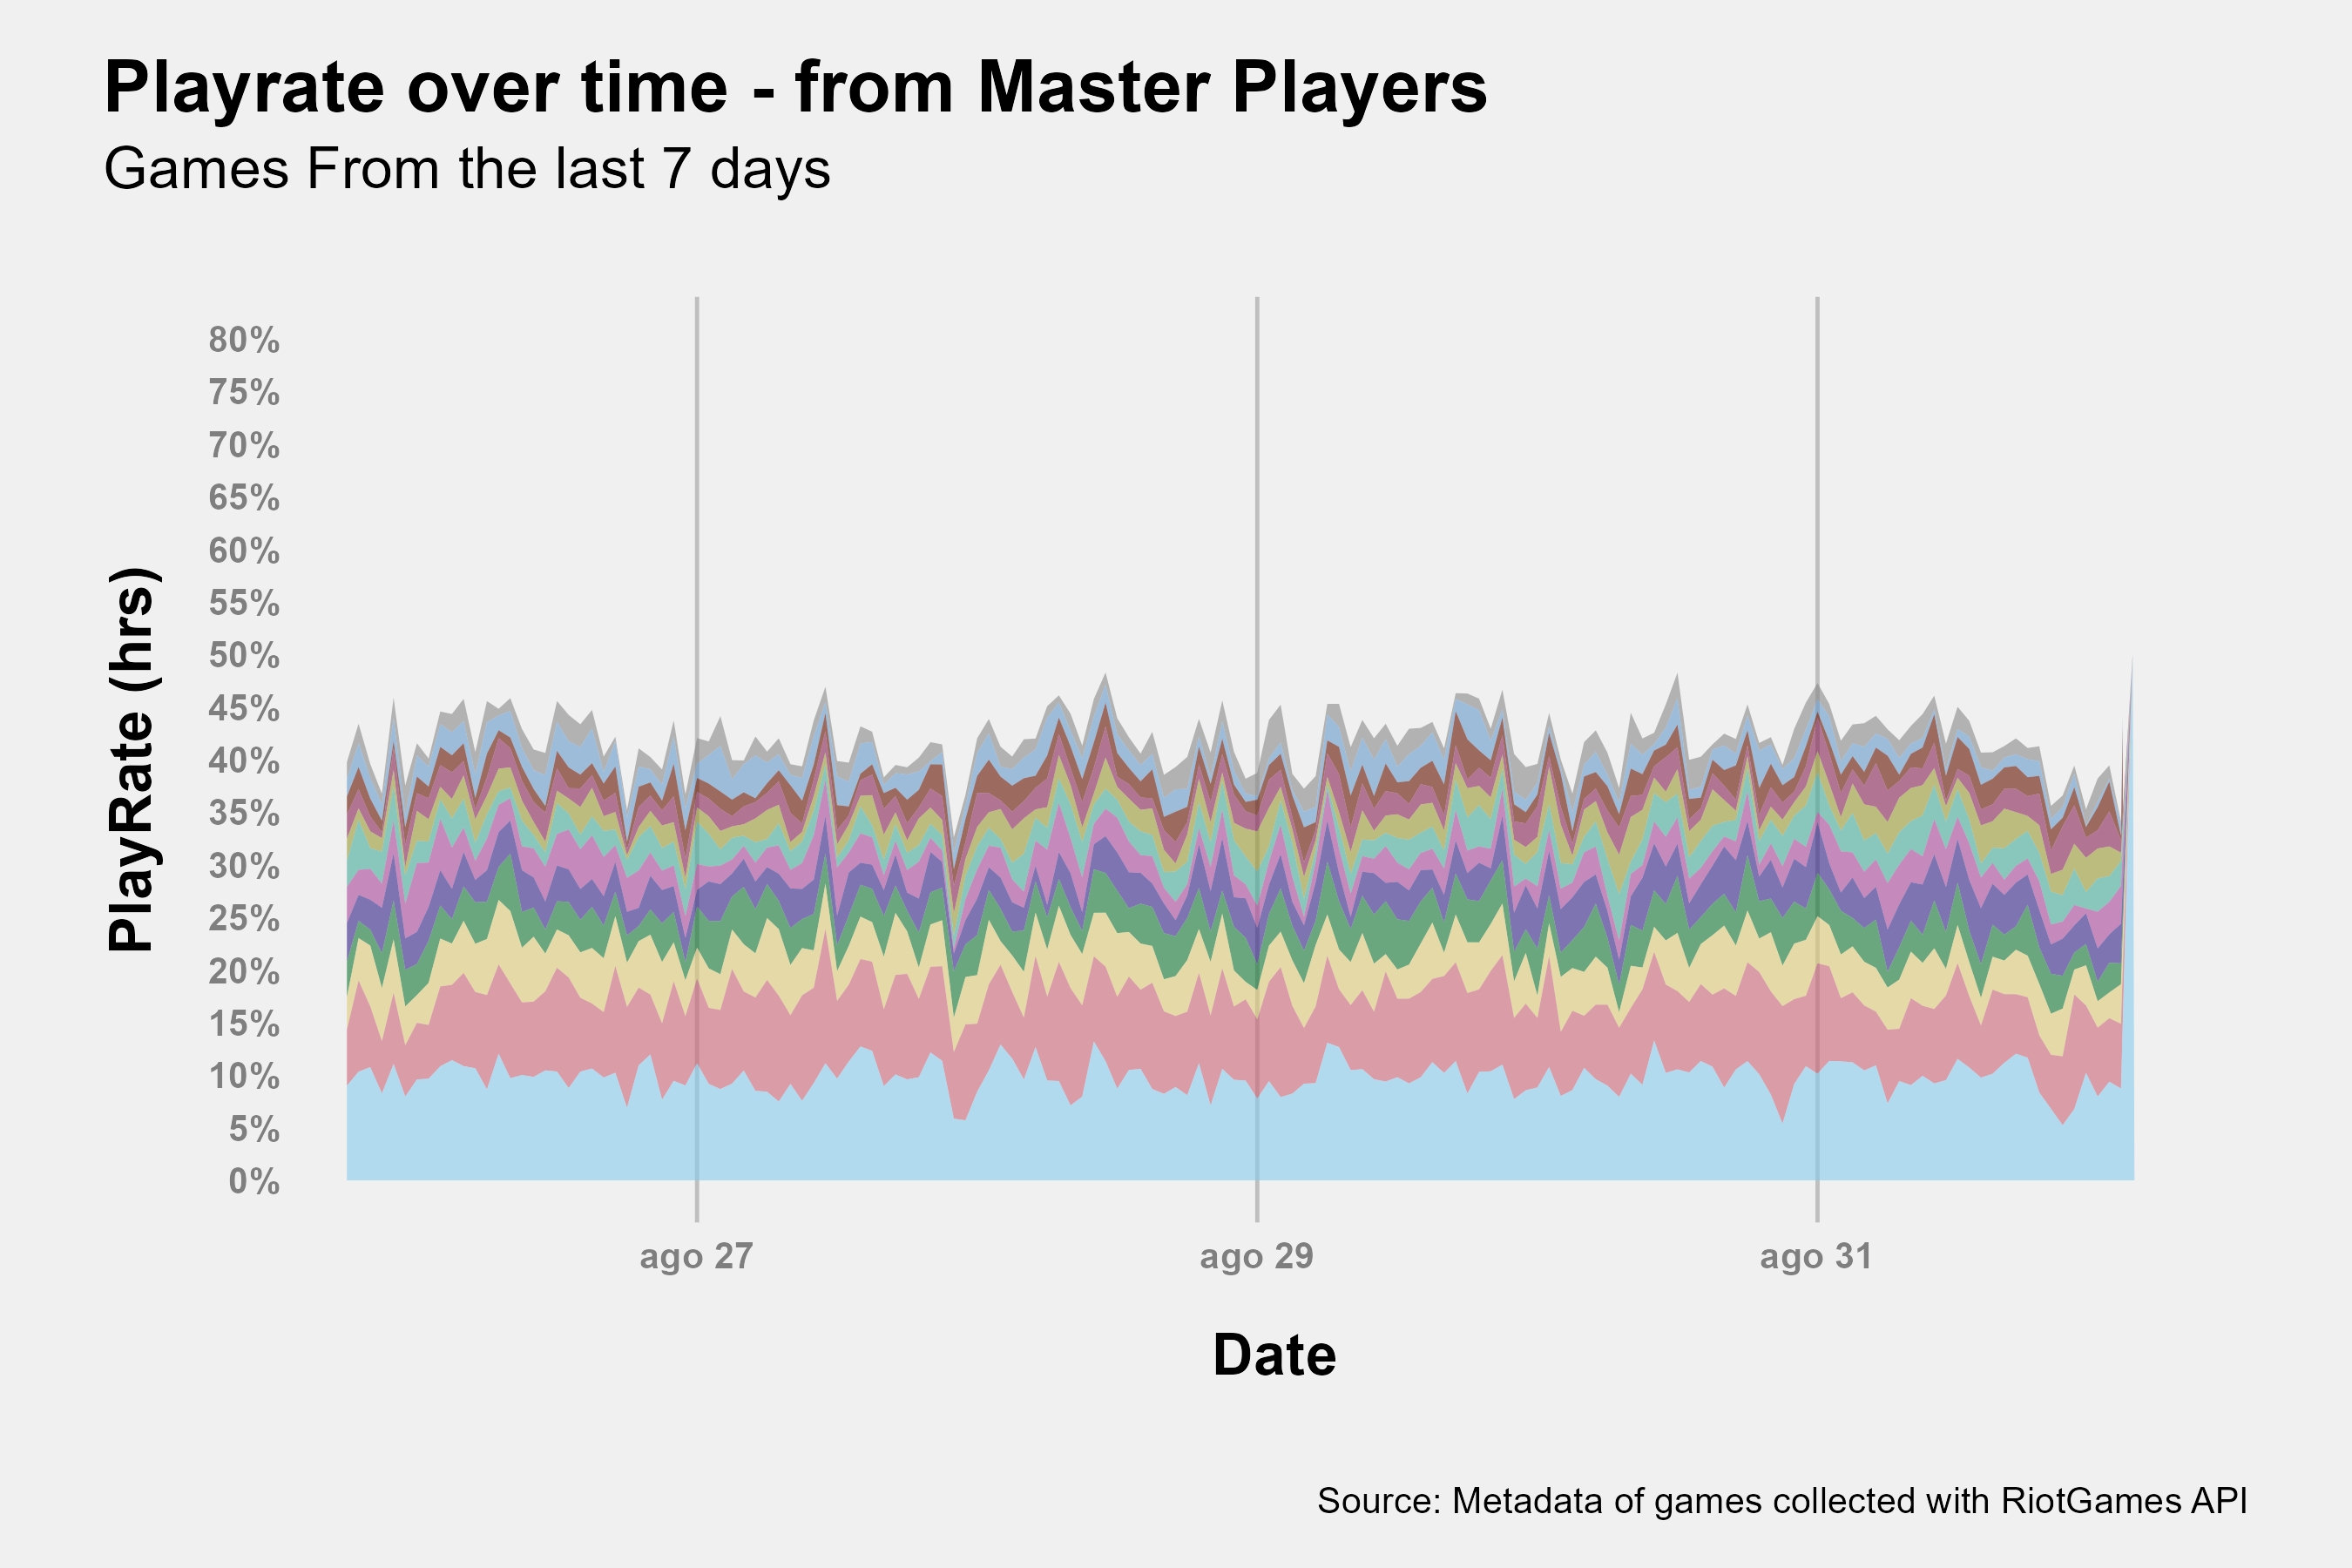 Playrate over time - from Master Players
Games From the last 7 days
PlayRate (hrs)
80%
75%
70%
65%
60%
55%
50%
45%
40%
35%
30%
25%
20%
15%
10%
5%
0%
ago 27
ago 29
ago 31
Date
Source: Metadata of games collected with RiotGames API